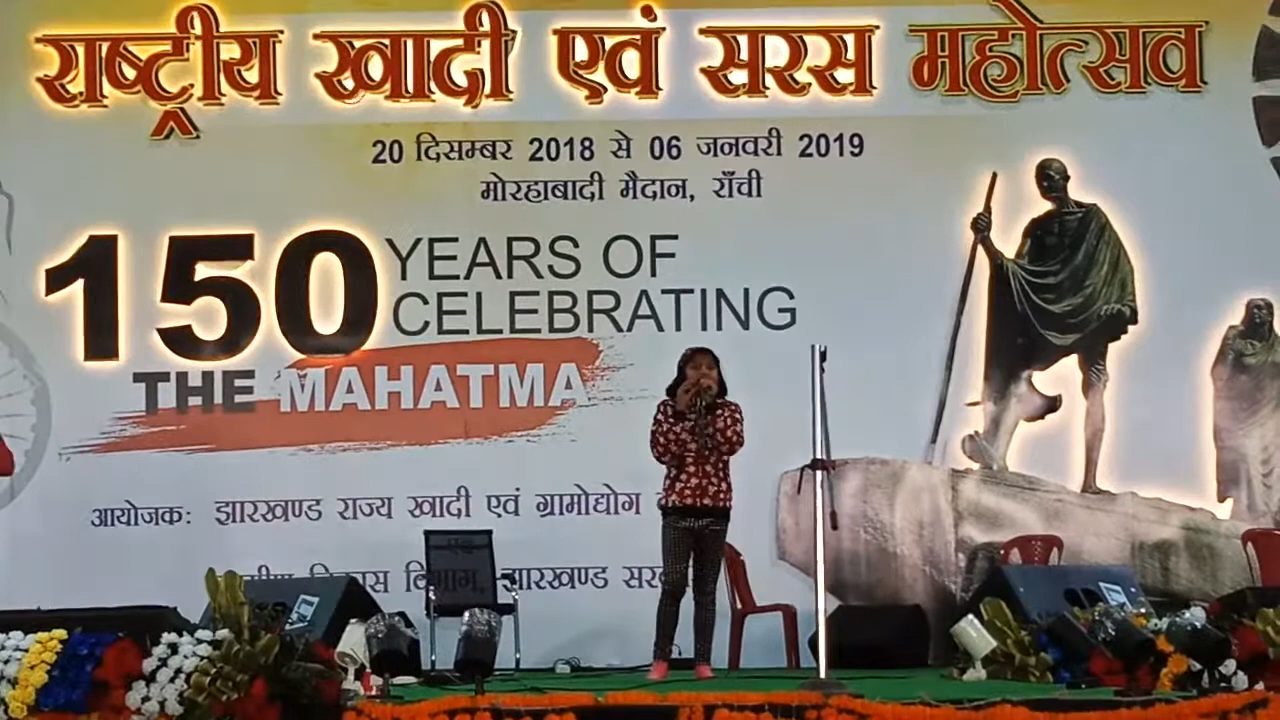 राष्ट्रीय खादी एवं सरस महोत्सव
20 दिसम्बर 2018 से 06 जनवरी 2019
मोरहाबादी मैदान, राँची
150 YEARS OF
CELEBRATING
THE MAHATMA
आयोजक: झारखण्ड राज्य खादी एवं ग्रामोद्योग
विभाग, झारखण्ड